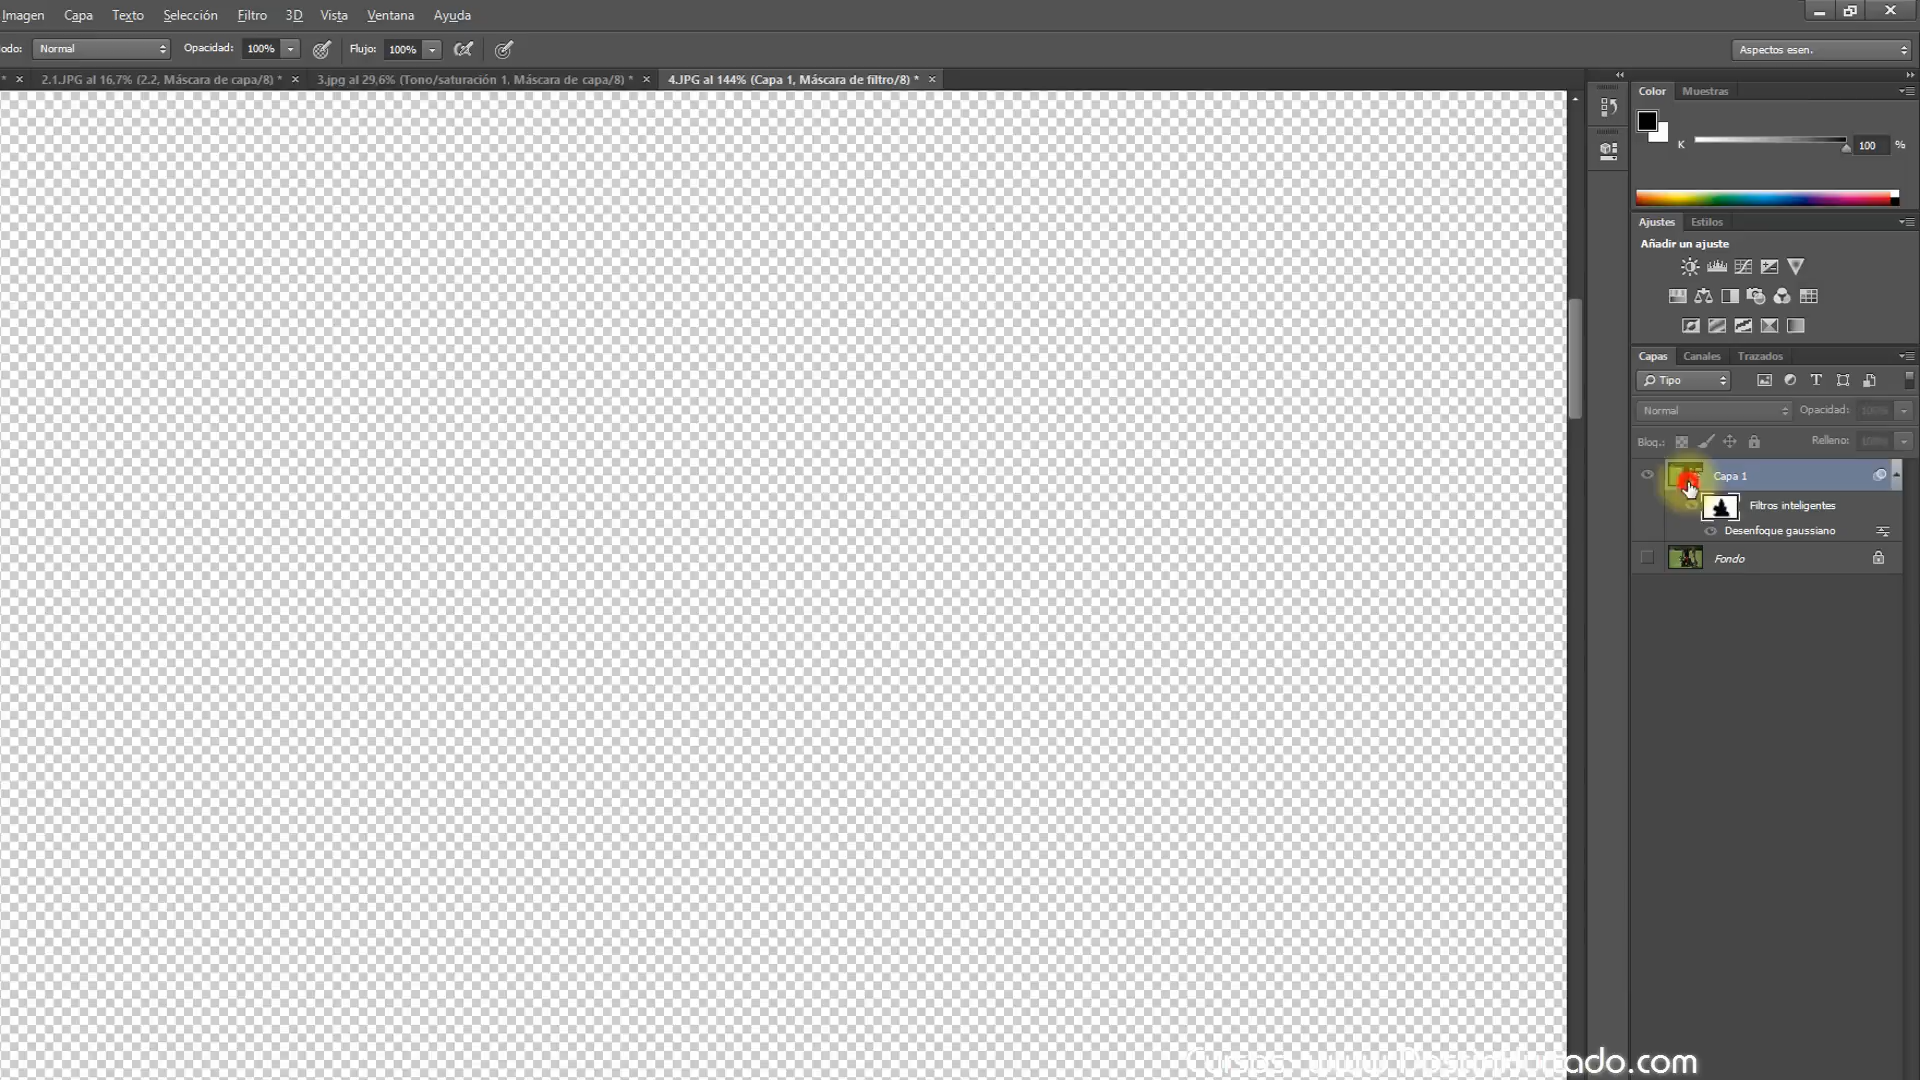 Imagen Capa Texto Selección Filtro 3D Vista Ventana Ayuda
odo: Normal Opacidad: 100% Flujo: 100% Aspectos esen.
* × 2.1.JPG al 16,7% (2.2, Máscara de capa/8) * × 3.jpg al 29,6% (Tono/saturación 1, Máscara de capa/8) * × 4.JPG al 144% (Capa 1, Máscara de filtro/8) * ×
Color Muestras
K 100 %
Ajustes Estilos
Añadir un ajuste
Capas Canales Trazados
Tipo
Normal Opacidad: 100%
Bloq.: Relleno: 100%
Capa 1
Filtros inteligentes
Desenfoque gaussiano
Fondo
Cursos